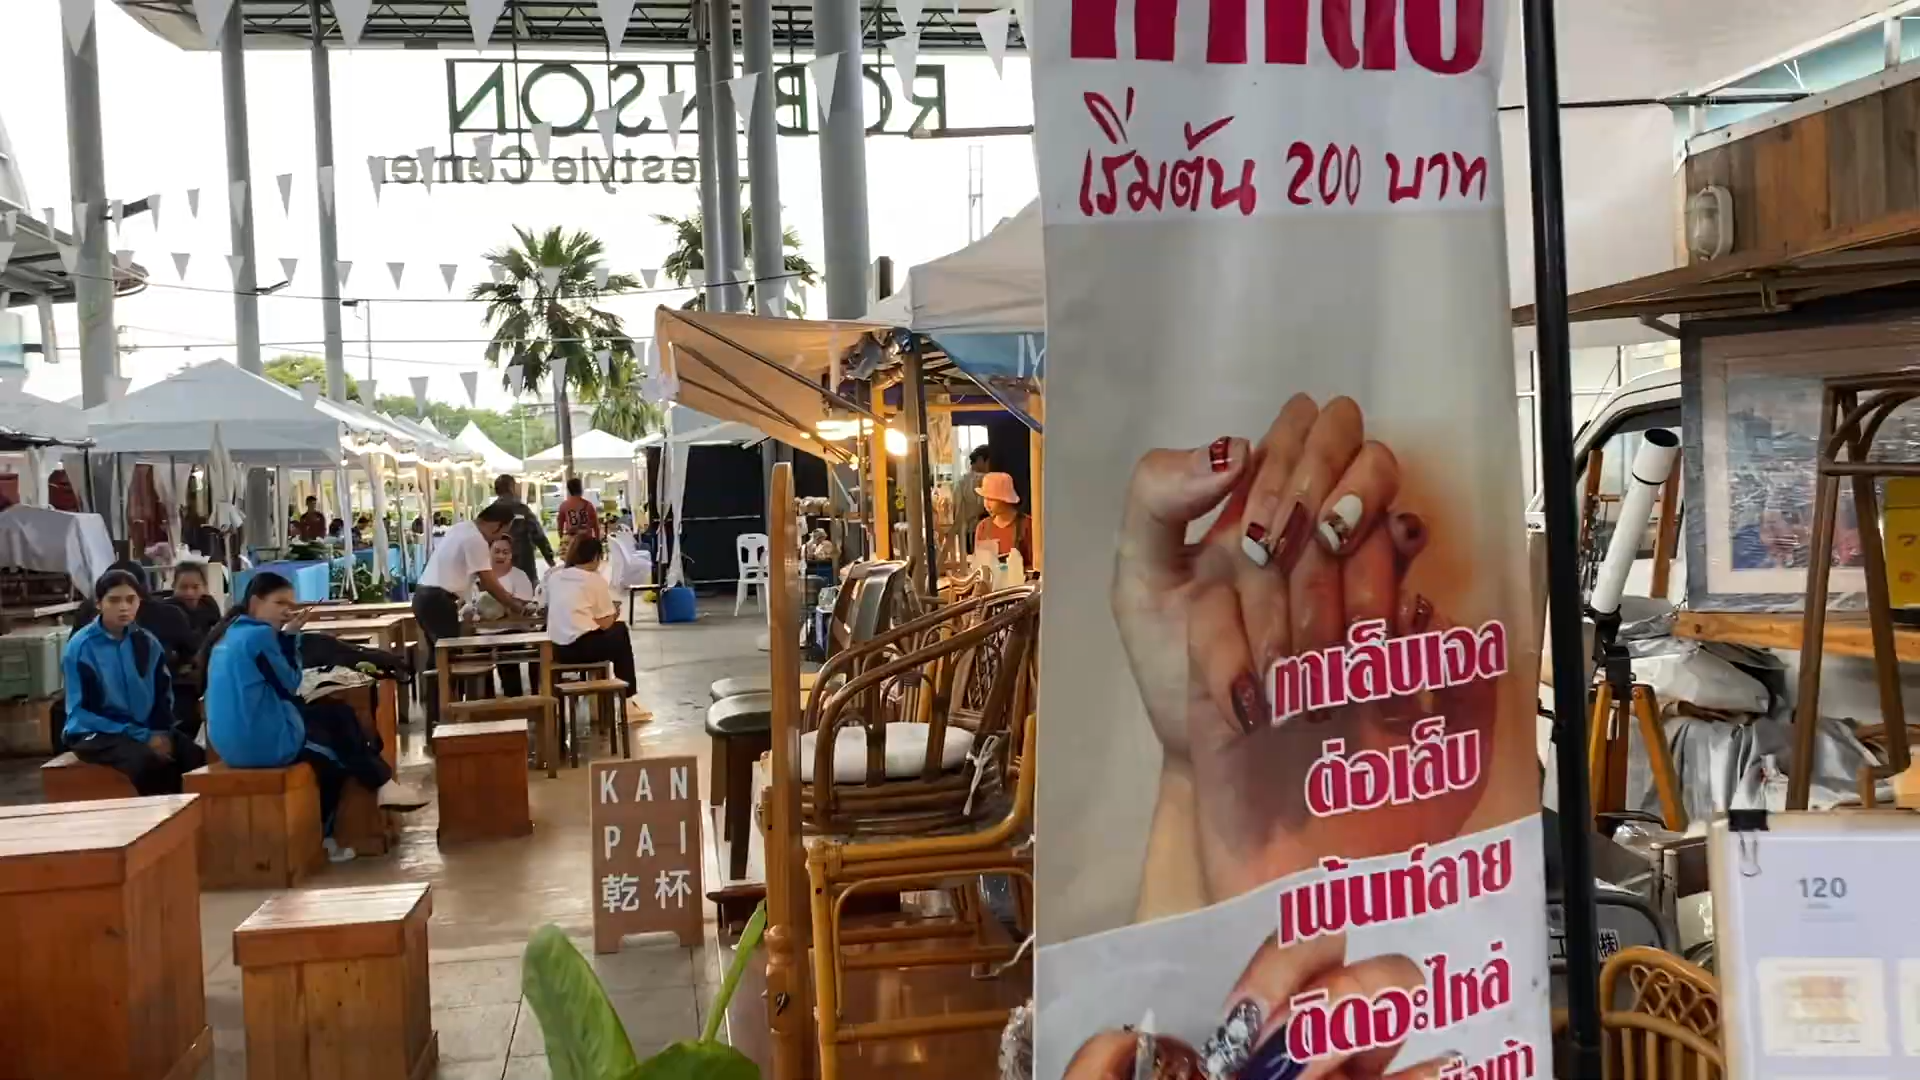 ROBINSON
Lifestyle Center
เริ่มต้น 200 บาท
ทาเล็บเจล
ต่อเล็บ
เพ้นท์ลาย
ติดอะไหล่
KAN
PAI
乾杯
120